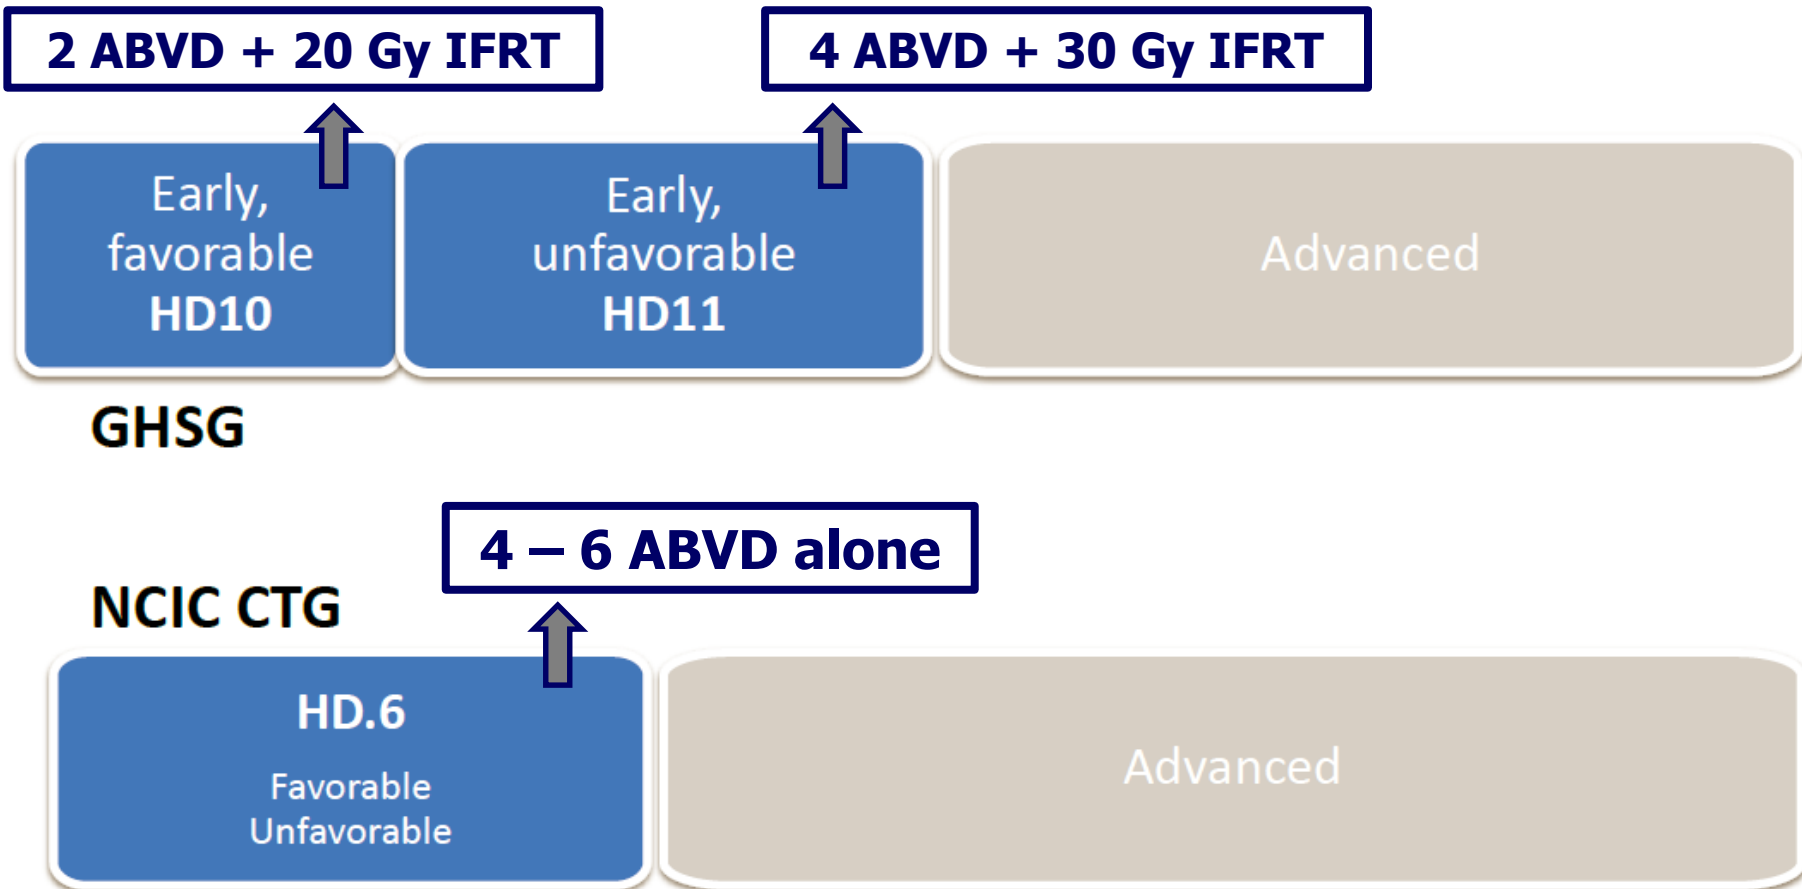 2 ABVD + 20 Gy IFRT
4 ABVD + 30 Gy IFRT
Early,
favorable
HD10
Early,
unfavorable
HD11
Advanced
GHSG
4 – 6 ABVD alone
NCIC CTG
HD.6
Favorable
Unfavorable
Advanced